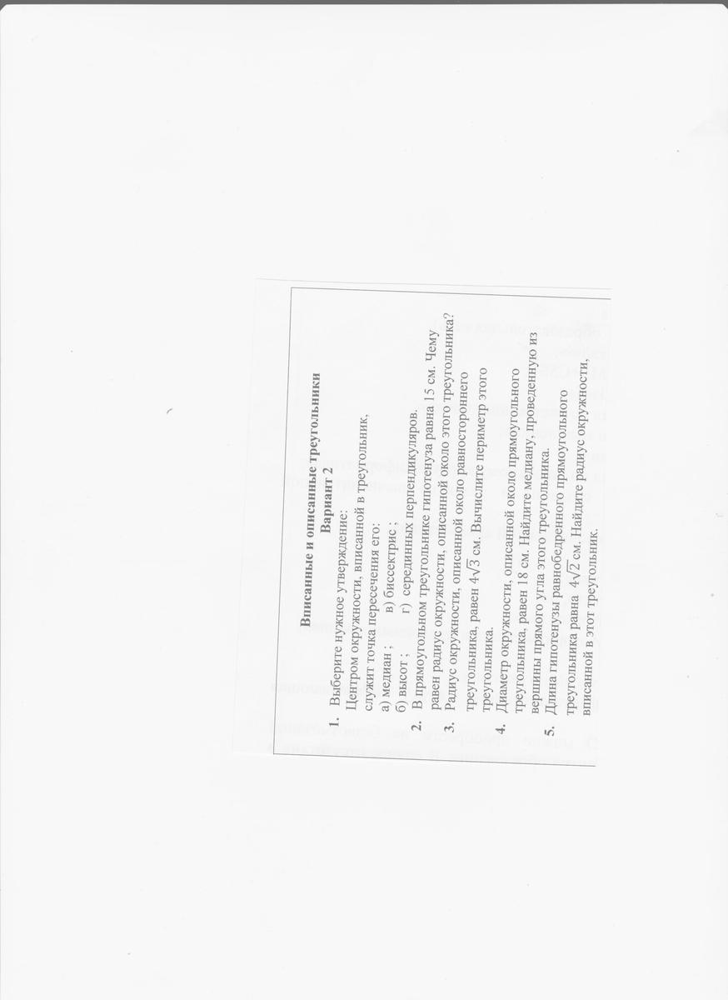 Вписанные и описанные треугольники
Вариант 2
1. Выберите нужное утверждение:
Центром окружности, вписанной в треугольник,
служит точка пересечения его:
а) медиан ; в) биссектрис ;
б) высот ; г) серединных перпендикуляров.
2. В прямоугольном треугольнике гипотенуза равна 15 см. Чему
равен радиус окружности, описанной около этого треугольника?
3. Радиус окружности, описанной около равностороннего
треугольника, равен 4√3 см. Вычислите периметр этого
треугольника.
4. Диаметр окружности, описанной около прямоугольного
треугольника, равен 18 см. Найдите медиану, проведенную из
вершины прямого угла этого треугольника.
5. Длина гипотенузы равнобедренного прямоугольного
треугольника равна 4√2 см. Найдите радиус окружности,
вписанной в этот треугольник.